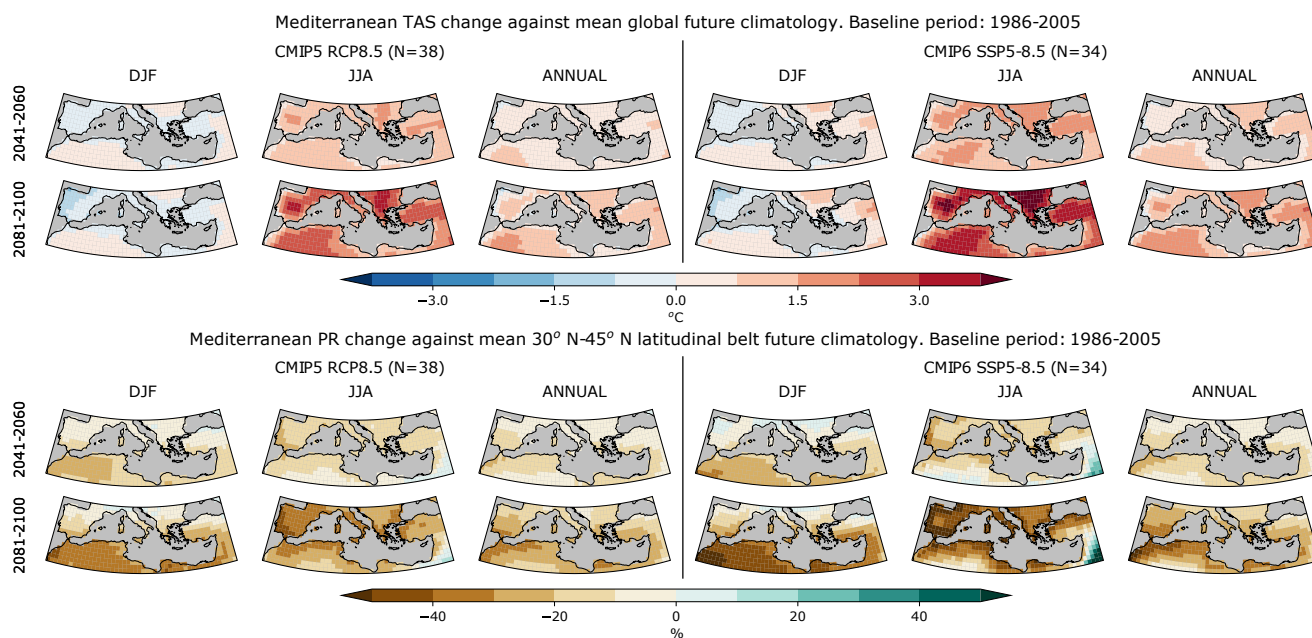 Mediterranean TAS change against mean global future climatology. Baseline period: 1986-2005
CMIP5 RCP8.5 (N=38)
CMIP6 SSP5-8.5 (N=34)
DJF
JJA
ANNUAL
DJF
JJA
ANNUAL
2041-2060
2081-2100
−3.0
−1.5
0.0
1.5
3.0
°C
Mediterranean PR change against mean 30° N-45° N latitudinal belt future climatology. Baseline period: 1986-2005
CMIP5 RCP8.5 (N=38)
CMIP6 SSP5-8.5 (N=34)
DJF
JJA
ANNUAL
DJF
JJA
ANNUAL
2041-2060
2081-2100
−40
−20
0
20
40
%